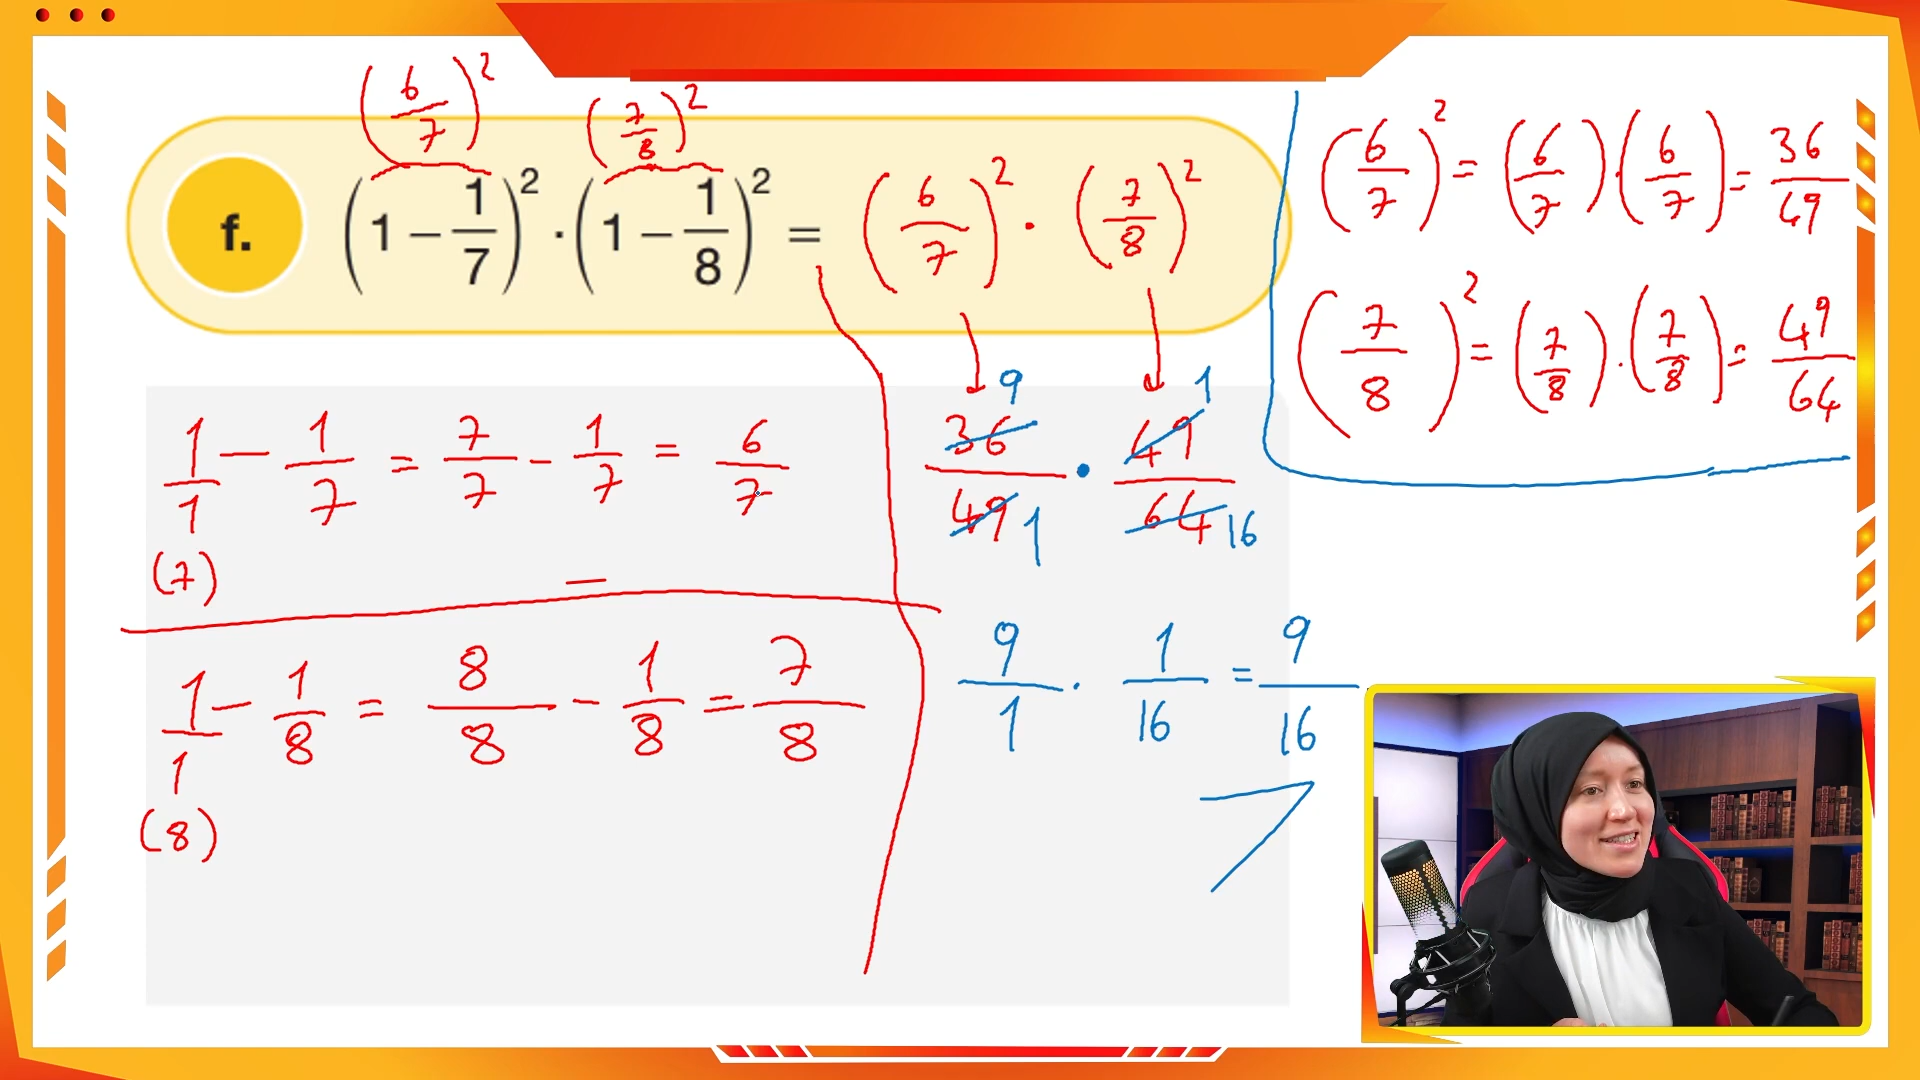 (6/7)² (7/8)²
f. (1 − 1/7)² · (1 − 1/8)² = (6/7)² · (7/8)²
(6/7)² = (6/7) · (6/7) = 36/49
(7/8)² = (7/8) · (7/8) = 49/64
1/1 − 1/7 = 7/7 − 1/7 = 6/7
(7)
1/1 − 1/8 = 8/8 − 1/8 = 7/8
(8)
9 1
36/49 · 49/64
1 16
9/1 · 1/16 = 9/16